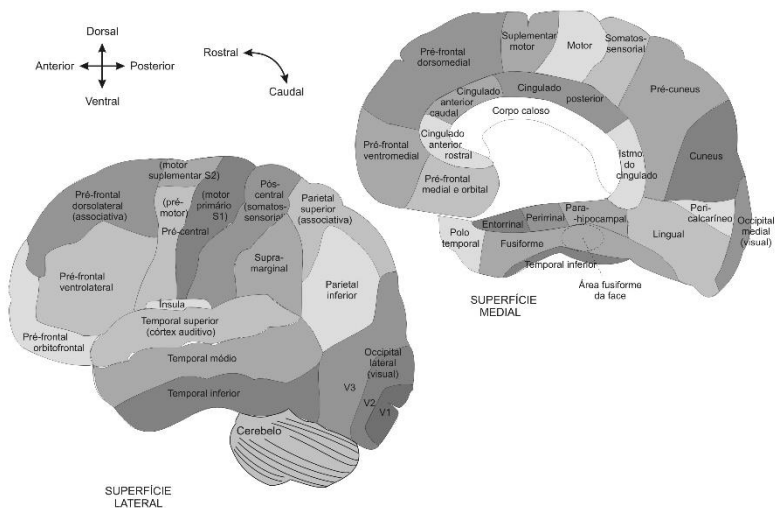 Dorsal
Anterior
Posterior
Ventral
Rostral
Caudal
Pré-frontal
dorsomedial
Suplementar
motor
Motor
Somatos-
sensorial
Pré-cuneus
Cingulado
anterior
caudal
Cingulado
posterior
Corpo caloso
Pré-frontal
ventromedial
Cingulado
anterior
rostral
Istmo do
cingulado
Cuneus
Pré-frontal
medial e orbital
Polo
temporal
Entorrinal
Perirrinal
Para
-hipocampal
Fusiforme
Temporal inferior
Lingual
Peri-
calcaríneo
Occipital
medial
(visual)
Área fusiforme
da face
SUPERFÍCIE
MEDIAL
(motor
suplementar S2)
Pré-frontal
dorsolateral
(associativa)
(pré-
motor)
Pré-central
(motor
primário
S1)
Pós-
central
(somatos-
sensorial)
Parietal
superior
(associativa)
Pré-frontal
ventrolateral
Supra-
marginal
Parietal
inferior
Ínsula
Pré-frontal
orbitofrontal
Temporal superior
(córtex auditivo)
Temporal médio
Temporal inferior
Occipital
lateral
(visual)
V3
V2
V1
Cerebelo
SUPERFÍCIE
LATERAL